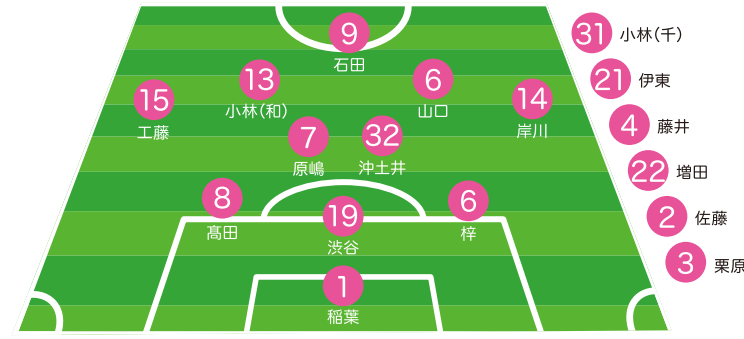 9
石田
13
小林(和)
6
山口
15
工藤
14
岸川
7
原嶋
32
沖土井
8
髙田
19
渋谷
6
梓
1
稲葉
31 小林(千)
21 伊東
4 藤井
22 増田
2 佐藤
3 栗原